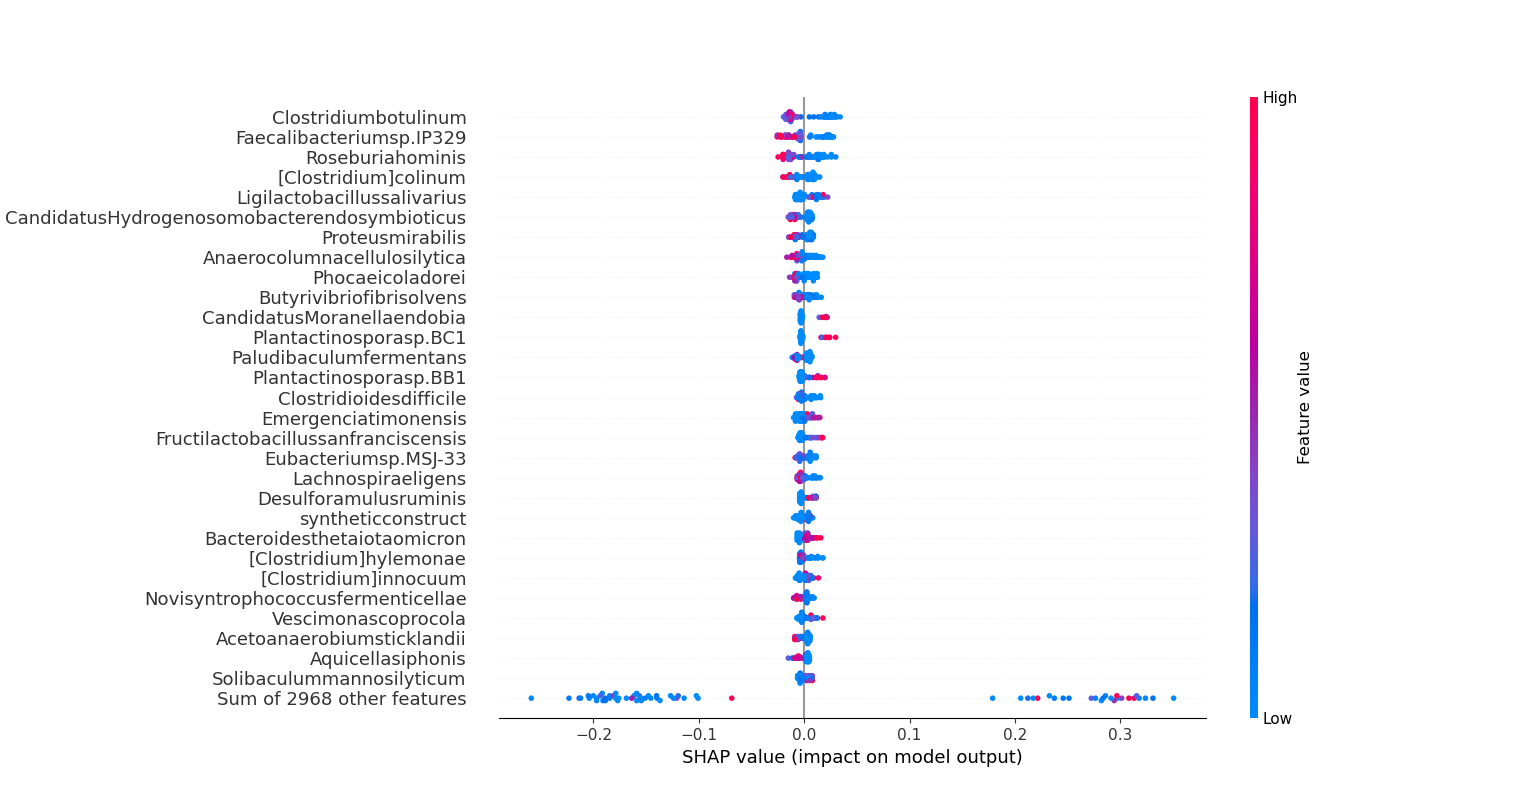 High
Clostridiumbotulinum
Faecalibacteriumsp.IP329
Roseburiahominis
[Clostridium]colinum
Ligilactobacillussalivarius
CandidatusHydrogenosomobacterendosymbioticus
Proteusmirabilis
Anaerocolumnacellulosilytica
Phocaeicoladorei
Butyrivibriofibrisolvens
CandidatusMoranellaendobia
Plantactinosporasp.BC1
Paludibaculumfermentans
Plantactinosporasp.BB1
Clostridioidesdifficile
Emergenciatimonensis
Fructilactobacillussanfranciscensis
Eubacteriumsp.MSJ-33
Lachnospiraeligens
Desulforamulusruminis
syntheticconstruct
Bacteroidesthetaiotaomicron
[Clostridium]hylemonae
[Clostridium]innocuum
Novisyntrophococcusfermenticellae
Vescimonascoprocola
Acetoanaerobiumsticklandii
Aquicellasiphonis
Solibaculummannosilyticum
Sum of 2968 other features
Feature value
Low
−0.2 −0.1 0.0 0.1 0.2 0.3
SHAP value (impact on model output)